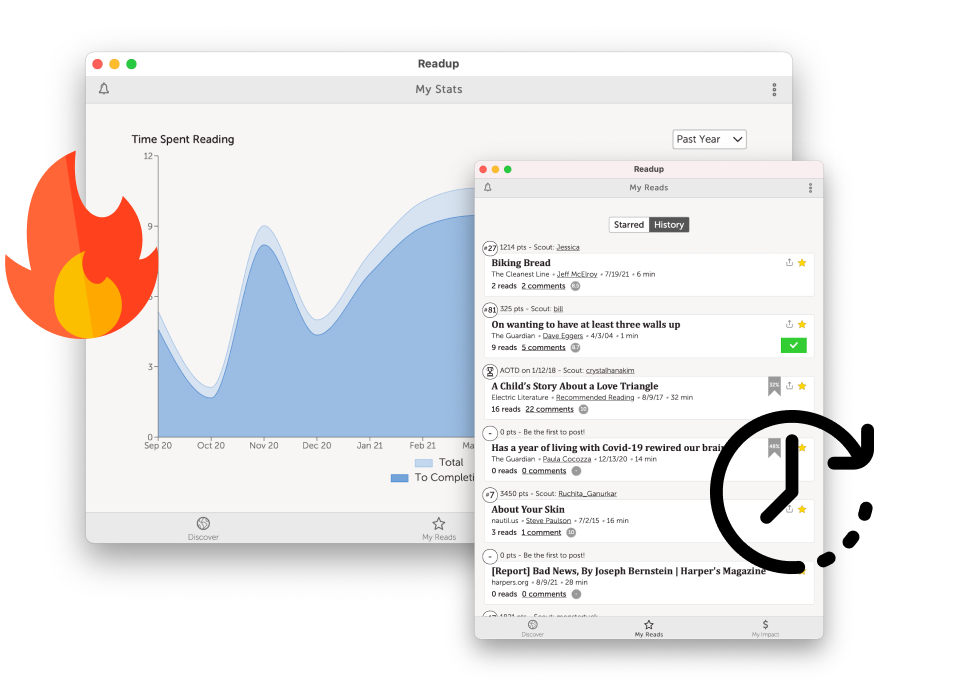 Readup
My Stats
Time Spent Reading
Past Year
12
9
6
3
0
Sep 20 Oct 20 Nov 20 Dec 20 Jan 21 Feb 21
Total
Discover
My Reads
Readup
My Reads
Starred History
#27 1214 pts - Scout: Jessica
Biking Bread
The Cleanest Line • Jeff McElroy • 7/19/21 • 6 min
2 reads 2 comments
#81 325 pts - Scout: bill
On wanting to have at least three walls up
The Guardian • Dave Eggers • 4/3/04 • 1 min
9 reads 5 comments
AOTD on 1/12/18 - Scout: crystalhanakim
A Child's Story About a Love Triangle
52%
Electric Literature • Recommended Reading • 8/9/17 • 32 min
16 reads 22 comments 10
- 0 pts - Be the first to post!
Has a year of living with Covid-19 rewired our
48%
The Guardian • Paula Cocozza • 12/13/20 • 14 min
0 reads 0 comments -
#7 3450 pts - Scout: Ruchita_Ganurkar
About Your Skin
nautil.us • Steve Paulson • 7/2/15 • 16 min
3 reads 1 comment 10
- 0 pts - Be the first to post!
[Report] Bad News, By Joseph Bernstein | Harper's Magazine
harpers.org • 8/9/21 • 28 min
0 reads 0 comments -
Discover
My Reads
My Impact